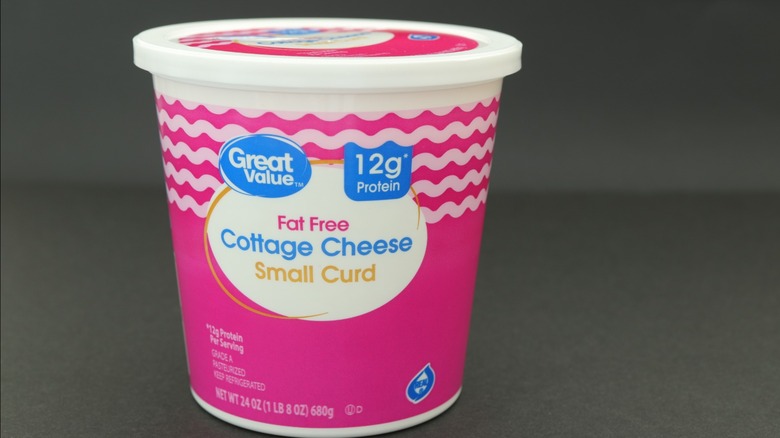 Great
Value™
12g*
Protein
Fat Free
Cottage Cheese
Small Curd
*12g Protein
Per Serving
GRADE A
PASTEURIZED
KEEP REFRIGERATED
NET WT 24 OZ (1 LB 8 OZ) 680g Ⓤ D